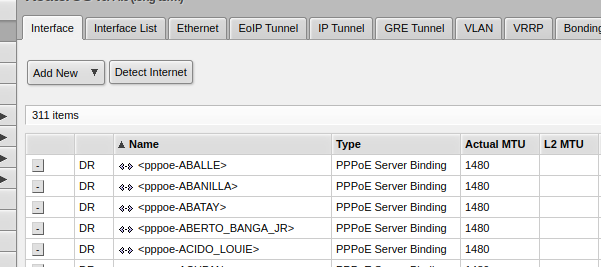 Interface
Interface List
Ethernet
EoIP Tunnel
IP Tunnel
GRE Tunnel
VLAN
VRRP
Bonding
Add New
Detect Internet
311 items
Name Type Actual MTU L2 MTU
- DR <pppoe-ABALLE> PPPoE Server Binding 1480
- DR <pppoe-ABANILLA> PPPoE Server Binding 1480
- DR <pppoe-ABATAY> PPPoE Server Binding 1480
- DR <pppoe-ABERTO_BANGA_JR> PPPoE Server Binding 1480
- DR <pppoe-ACIDO_LOUIE> PPPoE Server Binding 1480